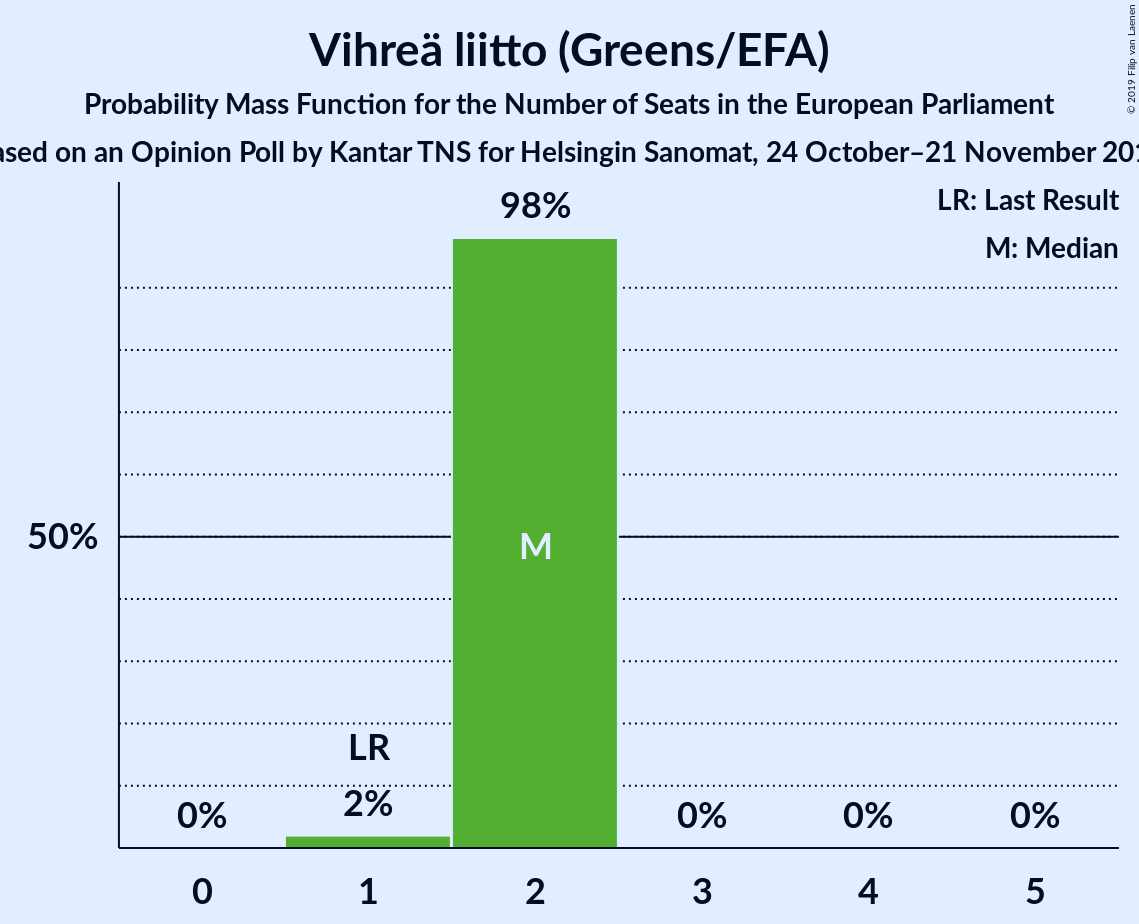 Vihreä liitto (Greens/EFA)
Probability Mass Function for the Number of Seats in the European Parliament
on an Opinion Poll by Kantar TNS for Helsingin Sanomat, 24 October–21 November
© 2019 Filip van Laenen
LR: Last Result
M: Median
98%
50%
M
LR
0%
2%
0%
0%
0%
0
1
2
3
4
5